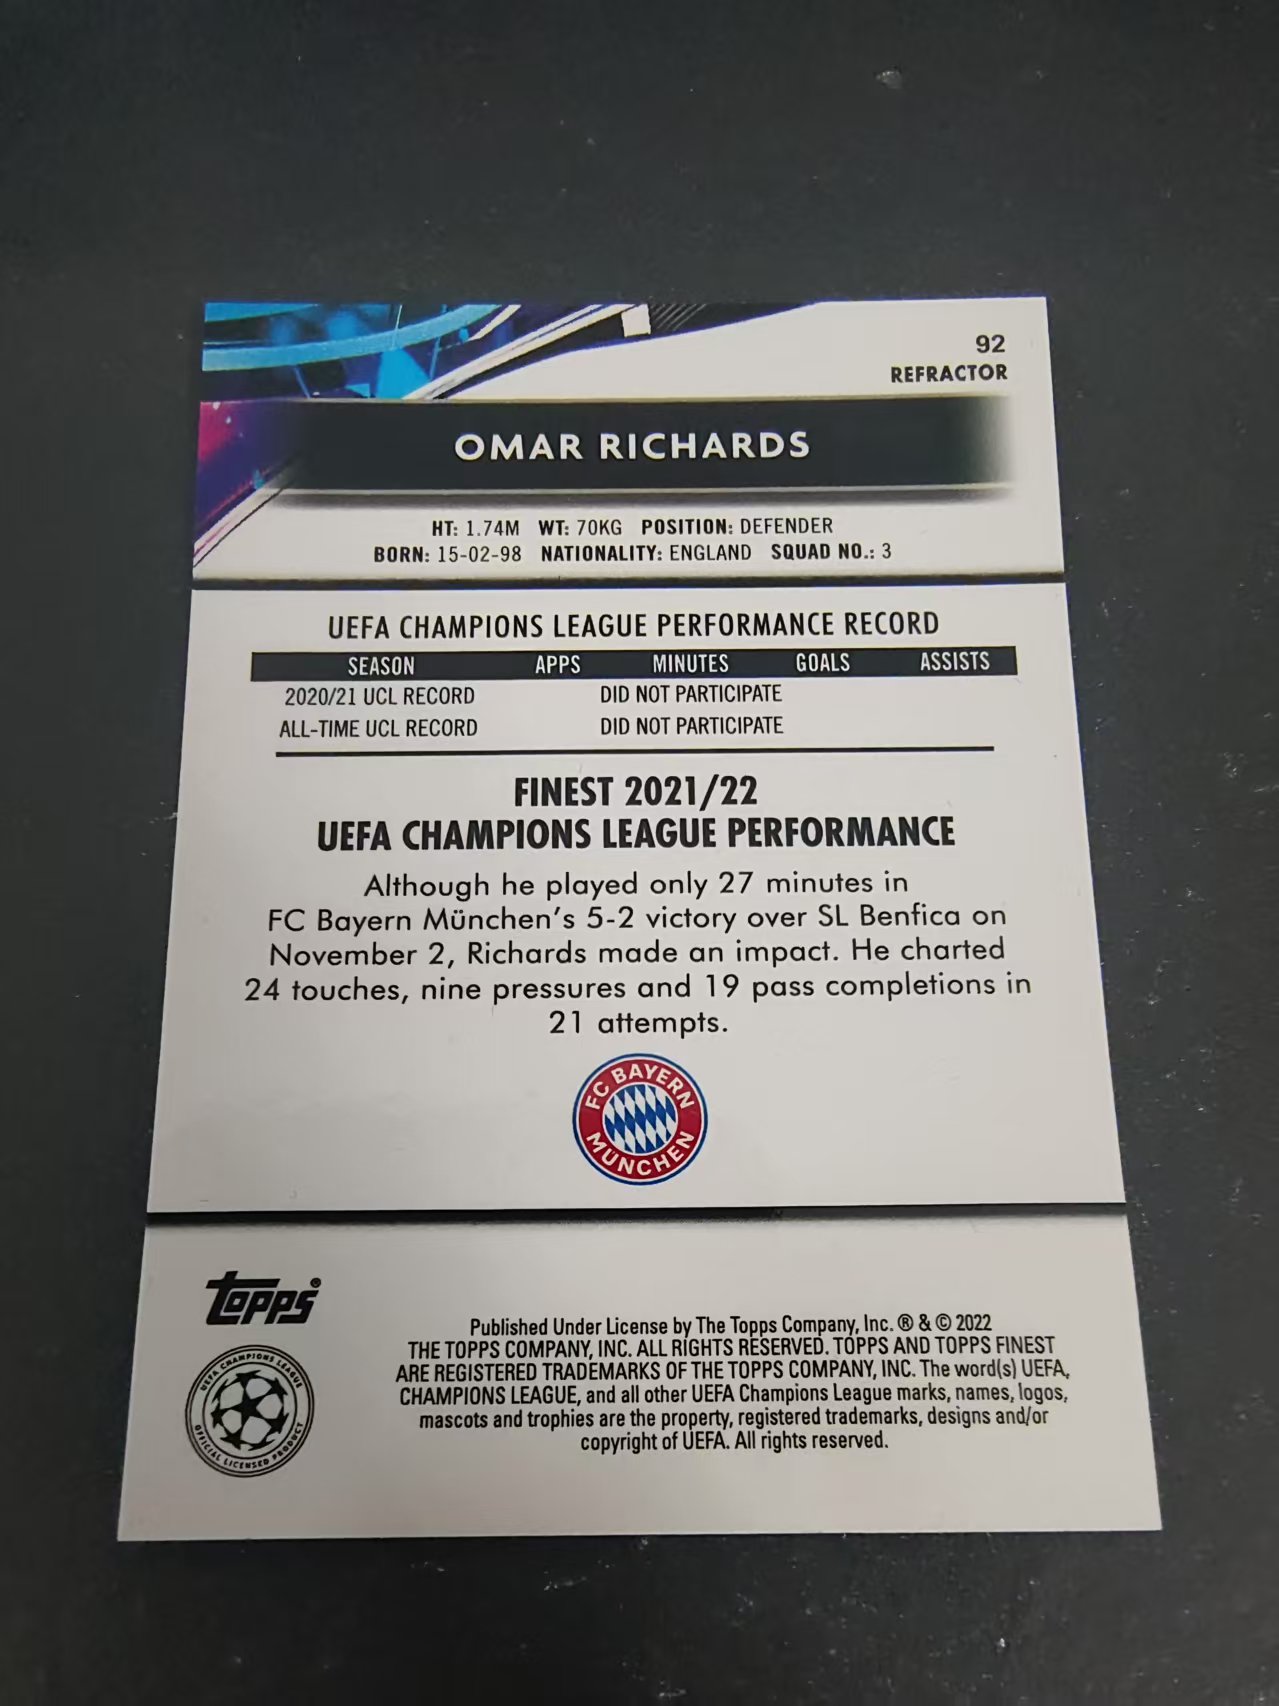 92
REFRACTOR
OMAR RICHARDS
HT: 1.74M WT: 70KG POSITION: DEFENDER
BORN: 15-02-98 NATIONALITY: ENGLAND SQUAD NO.: 3
UEFA CHAMPIONS LEAGUE PERFORMANCE RECORD
SEASON APPS MINUTES GOALS ASSISTS
2020/21 UCL RECORD DID NOT PARTICIPATE
ALL-TIME UCL RECORD DID NOT PARTICIPATE
FINEST 2021/22
UEFA CHAMPIONS LEAGUE PERFORMANCE
Although he played only 27 minutes in
FC Bayern München's 5-2 victory over SL Benfica on
November 2, Richards made an impact. He charted
24 touches, nine pressures and 19 pass completions in
21 attempts.
FC BAYERN
MÜNCHEN
Topps®
UEFA CHAMPIONS LEAGUE
OFFICIAL LICENSED PRODUCT
Published Under License by The Topps Company, Inc. ® & © 2022
THE TOPPS COMPANY, INC. ALL RIGHTS RESERVED. TOPPS AND TOPPS FINEST
ARE REGISTERED TRADEMARKS OF THE TOPPS COMPANY, INC. The word(s) UEFA,
CHAMPIONS LEAGUE, and all other UEFA Champions League marks, names, logos,
mascots and trophies are the property, registered trademarks, designs and/or
copyright of UEFA. All rights reserved.